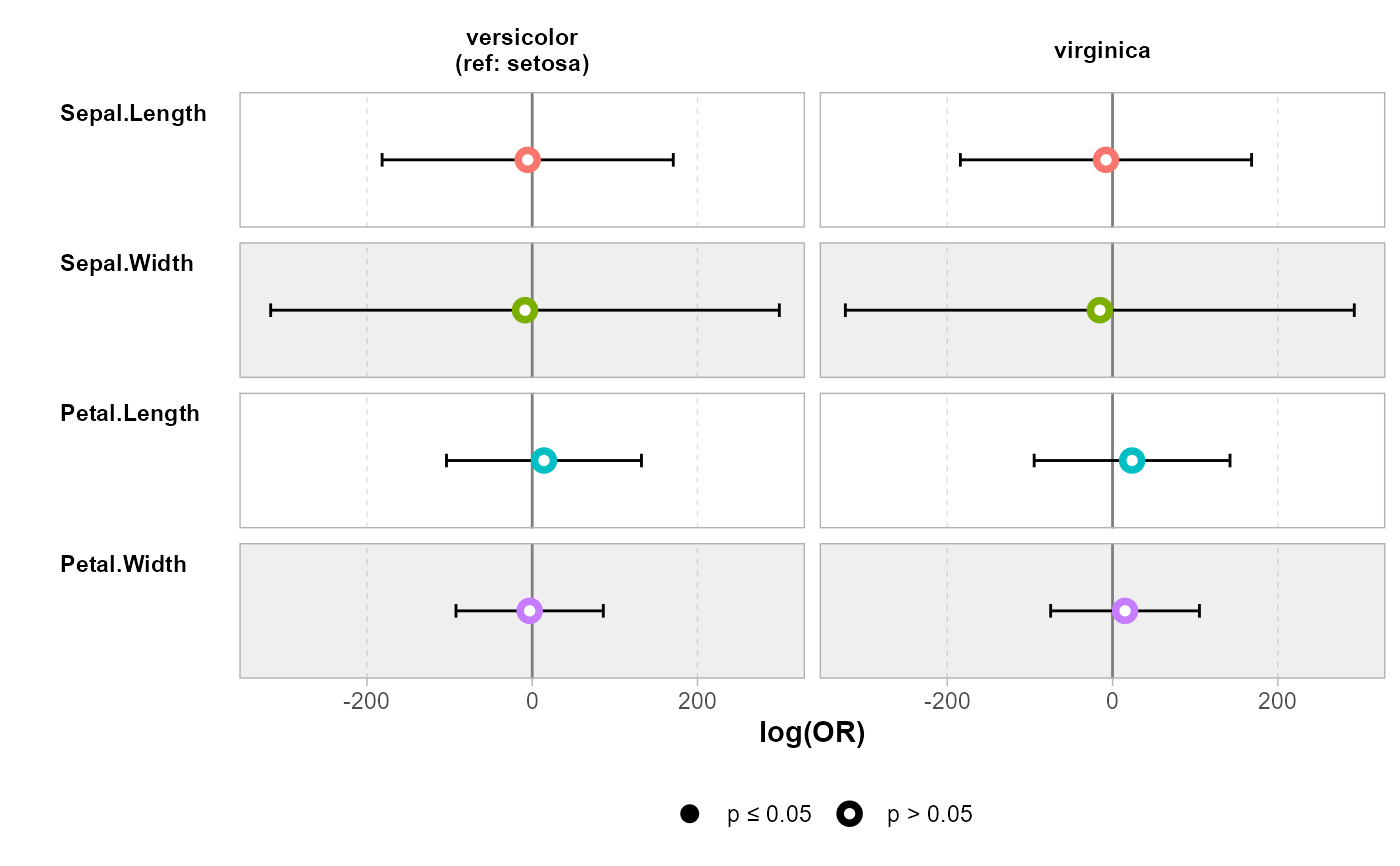 versicolor
(ref: setosa)
virginica
Sepal.Length
Sepal.Width
Petal.Length
Petal.Width
-200 0 200 -200 0 200
log(OR)
p ≤ 0.05 p > 0.05